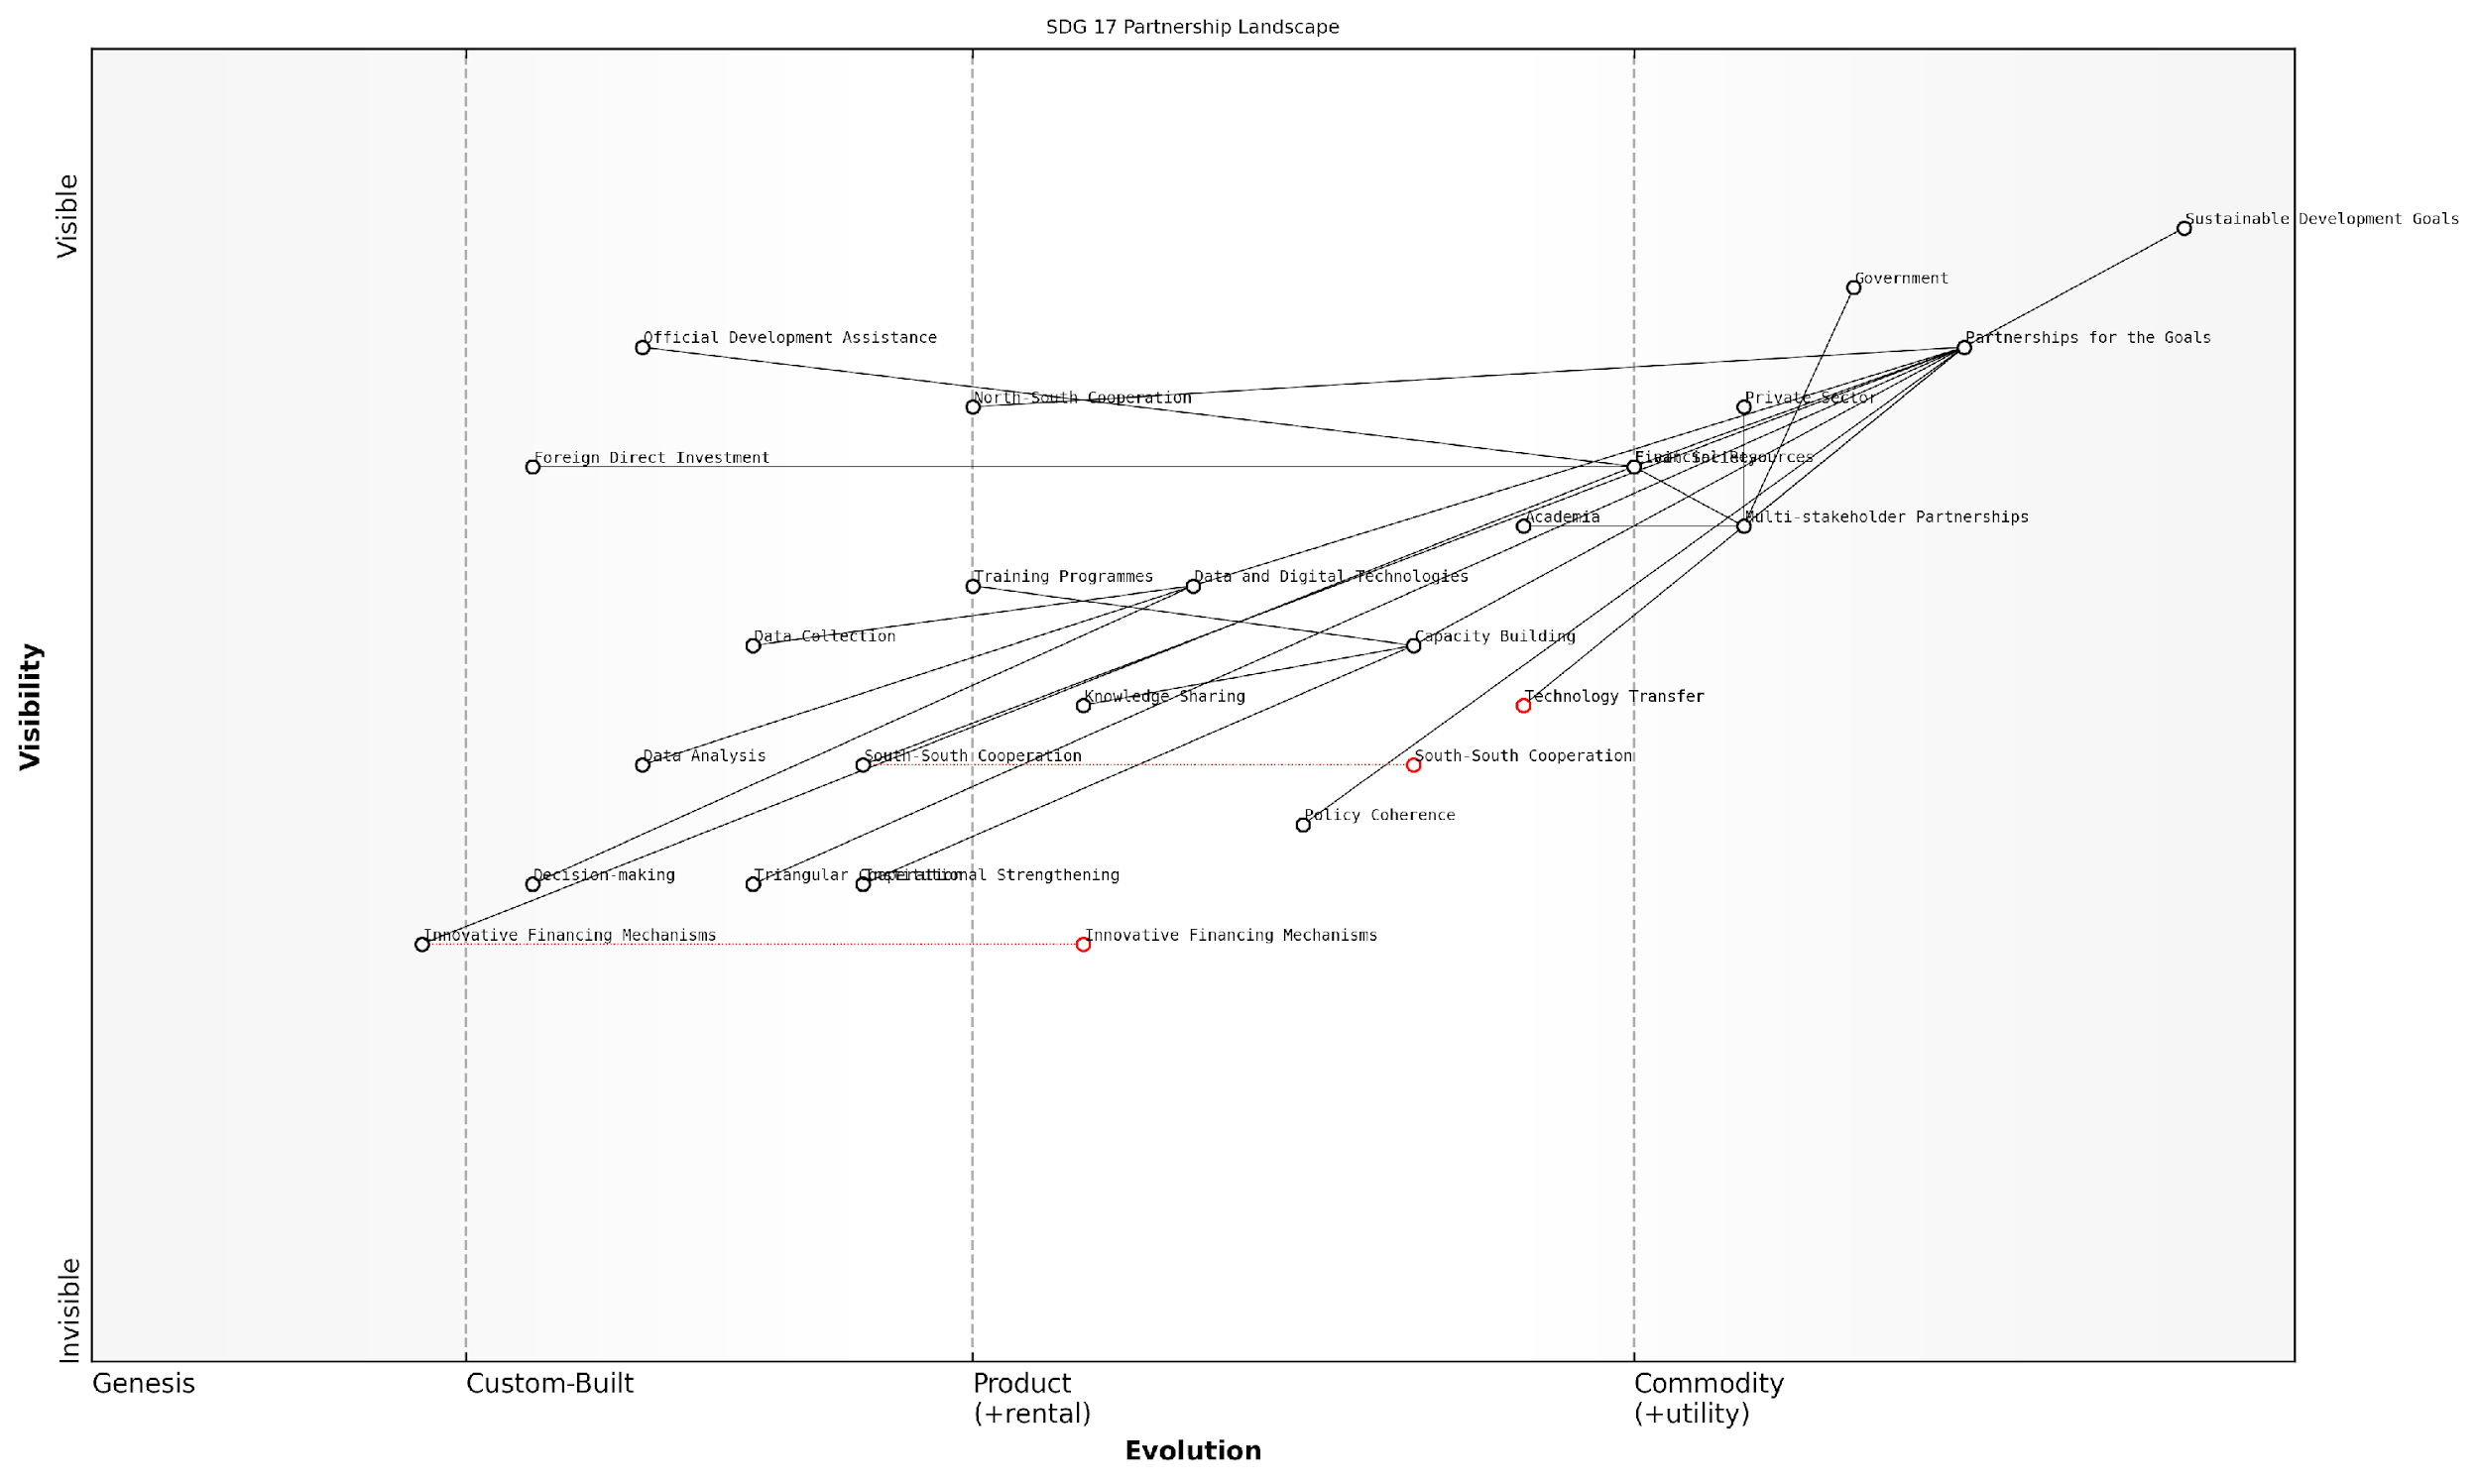 SDG 17 Partnership Landscape
Visible
Sustainable Development Goals
Government
Official Development Assistance
Partnerships for the Goals
North-South Cooperation
Private Sector
Foreign Direct Investment
Financial Resources
Civil Society
Academia
Multi-stakeholder Partnerships
Training Programmes
Data and Digital Technologies
Data Collection
Capacity Building
Visibility
Knowledge Sharing
Technology Transfer
Data Analysis
South-South Cooperation
South-South Cooperation
Policy Coherence
Decision-making
Triangular Cooperation
Institutional Strengthening
Innovative Financing Mechanisms
Innovative Financing Mechanisms
Invisible
Genesis
Custom-Built
Product
(+rental)
Commodity
(+utility)
Evolution